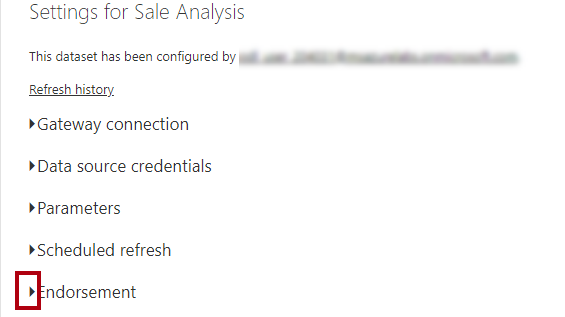 Settings for Sale Analysis
This dataset has been configured by
Refresh history
Gateway connection
Data source credentials
Parameters
Scheduled refresh
Endorsement